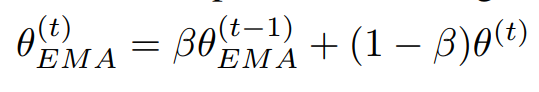 θ_{EMA}^{(t)} = βθ_{EMA}^{(t−1)} + (1 − β)θ^{(t)}